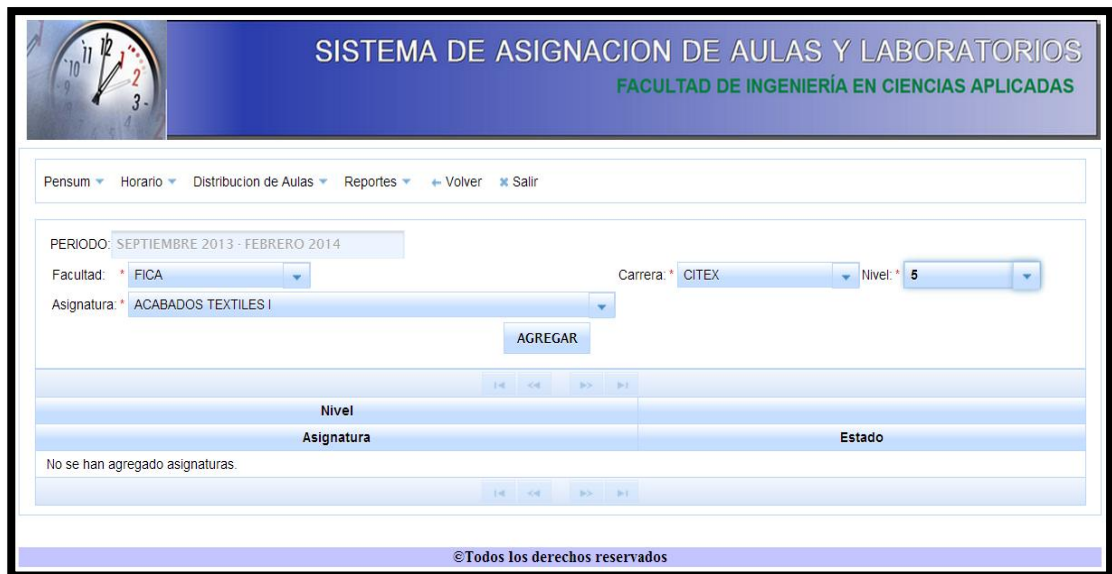 SISTEMA DE ASIGNACION DE AULAS Y LABORATORIOS
FACULTAD DE INGENIERÍA EN CIENCIAS APLICADAS
Pensum Horario Distribucion de Aulas Reportes Volver Salir
PERIODO: SEPTIEMBRE 2013 - FEBRERO 2014
Facultad: * FICA Carrera: * CITEX Nivel: * 5
Asignatura: * ACABADOS TEXTILES I
AGREGAR
Nivel
Asignatura Estado
No se han agregado asignaturas.
©Todos los derechos reservados